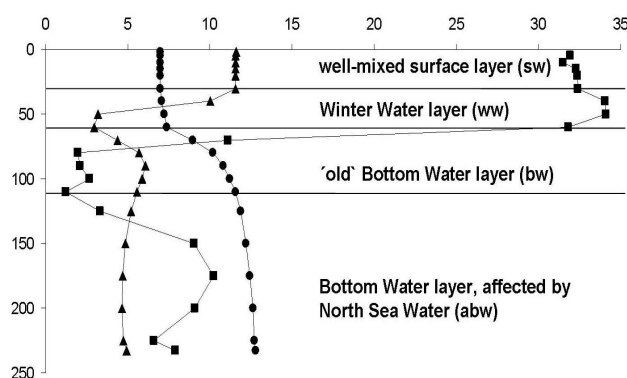 0 5 10 15 20 25 30 35
0
well-mixed surface layer (sw)
Winter Water layer (ww)
50
100
´old` Bottom Water layer (bw)
150
Bottom Water layer, affected by
200
North Sea Water (abw)
250